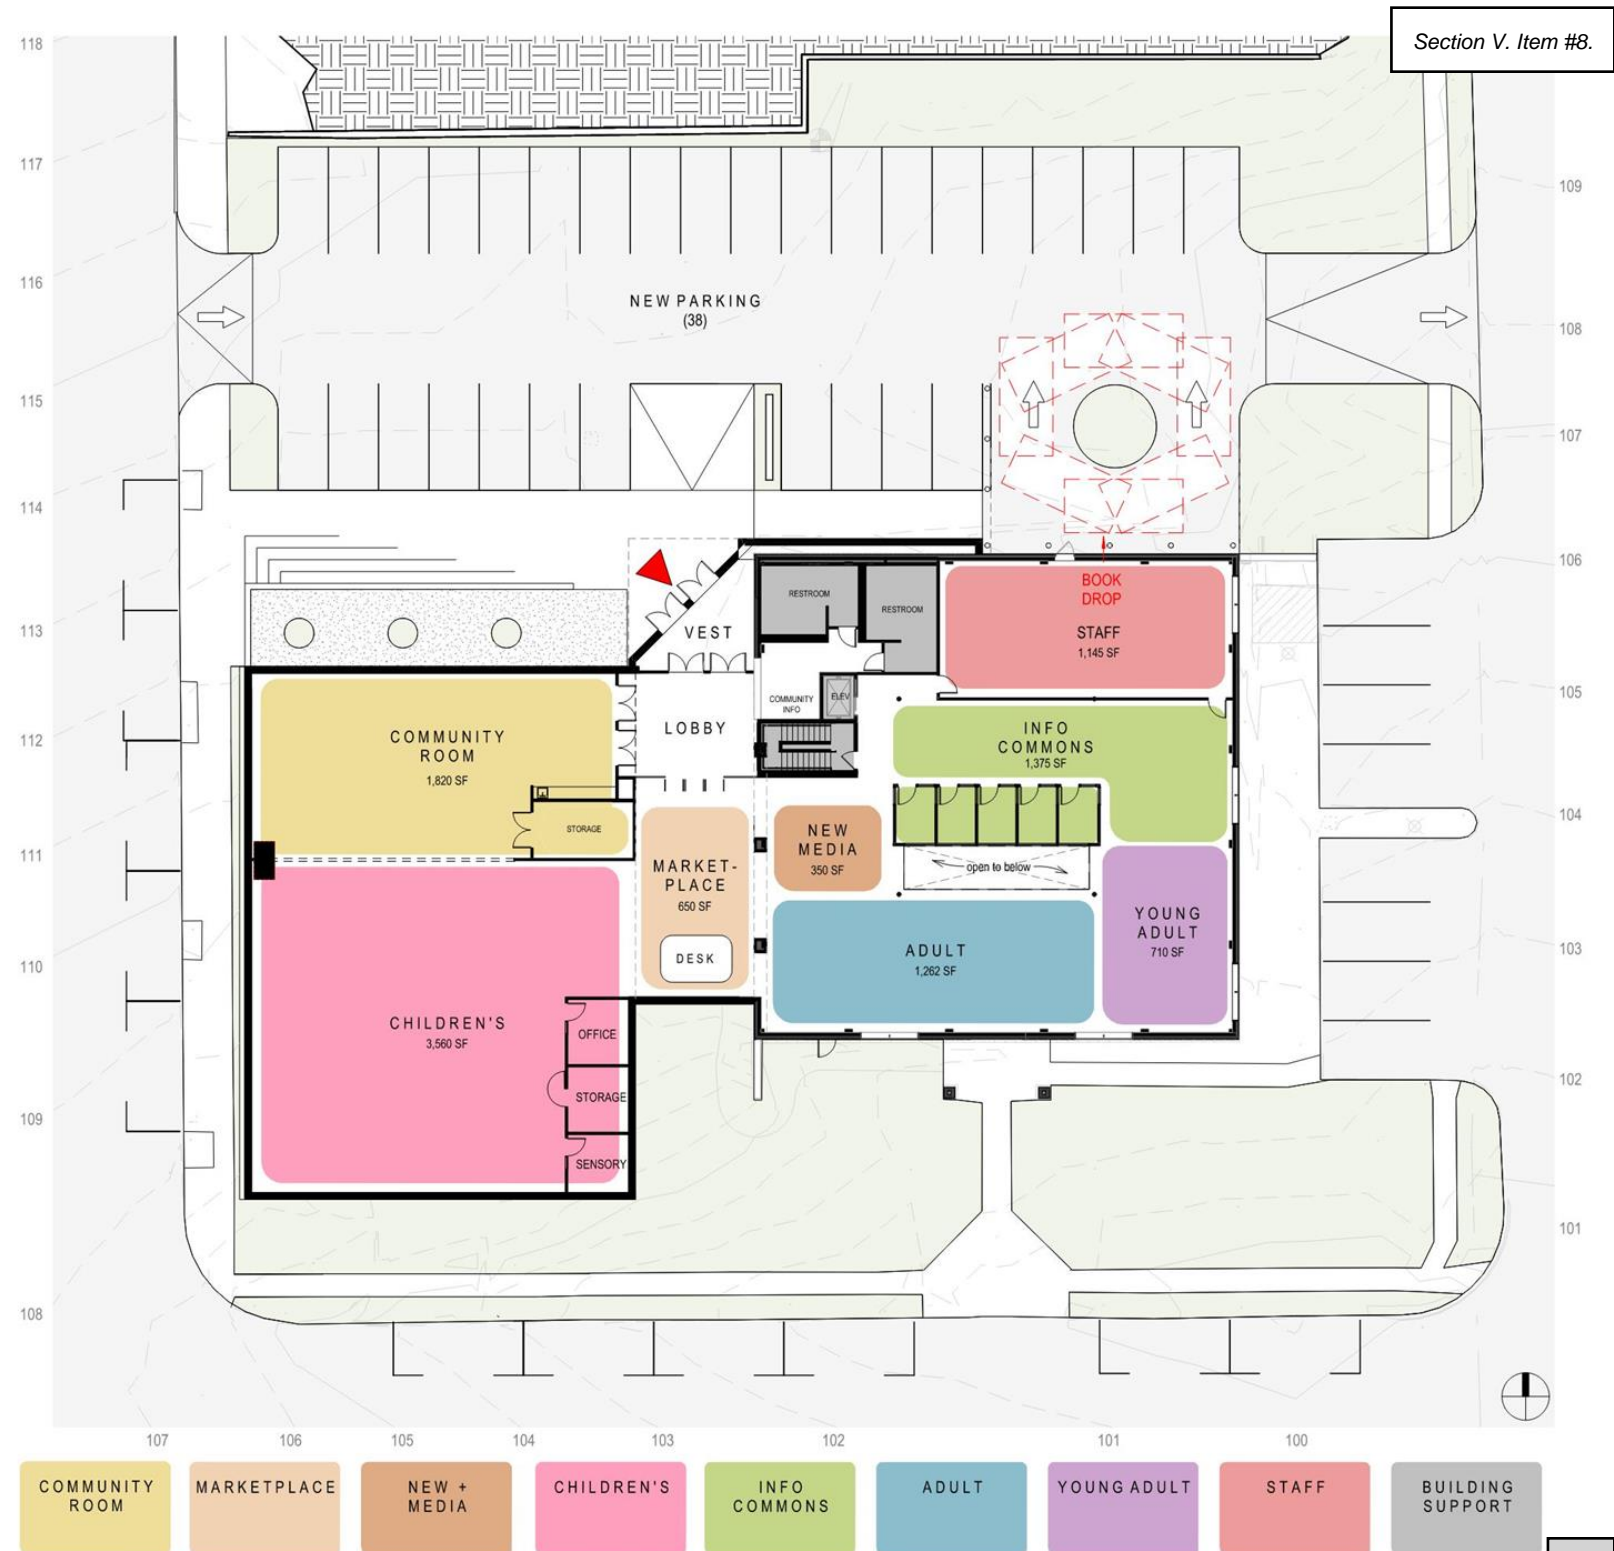 Section V. Item #8.
118
117
116
115
114
113
112
111
110
109
108
109
108
107
106
105
104
103
102
101
NEW PARKING
(38)
BOOK
DROP
STAFF
1,145 SF
RESTROOM
RESTROOM
VEST
COMMUNITY
INFO
ELEV
LOBBY
COMMUNITY
ROOM
1,820 SF
STORAGE
INFO
COMMONS
1,375 SF
NEW
MEDIA
350 SF
MARKET-
PLACE
650 SF
DESK
open to below
YOUNG
ADULT
710 SF
ADULT
1,262 SF
CHILDREN'S
3,560 SF
OFFICE
STORAGE
SENSORY
107
106
105
104
103
102
101
100
COMMUNITY
ROOM
MARKETPLACE
NEW +
MEDIA
CHILDREN'S
INFO
COMMONS
ADULT
YOUNG ADULT
STAFF
BUILDING
SUPPORT